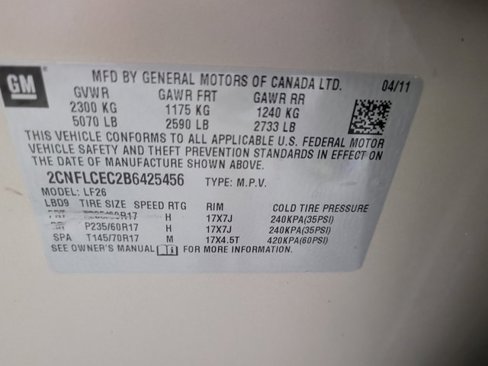 GM
MFD BY GENERAL MOTORS OF CANADA LTD. 04/11
GVWR GAWR FRT GAWR RR
2300 KG 1175 KG 1240 KG
5070 LB 2590 LB 2733 LB
THIS VEHICLE CONFORMS TO ALL APPLICABLE U.S. FEDERAL MOTOR
VEHICLE SAFETY AND THEFT PREVENTION STANDARDS IN EFFECT ON
THE DATE OF MANUFACTURE SHOWN ABOVE.
2CNFLCEC2B6425456 TYPE: M.P.V.
MODEL: LF26
LBD9 TIRE SIZE SPEED RTG RIM COLD TIRE PRESSURE
FRT P235/60R17 H 17X7J 240KPA(35PSI)
P235/60R17 H 17X7J 240KPA(35PSI)
SPA T145/70R17 M 17X4.5T 420KPA(60PSI)
SEE OWNER'S MANUAL FOR MORE INFORMATION.